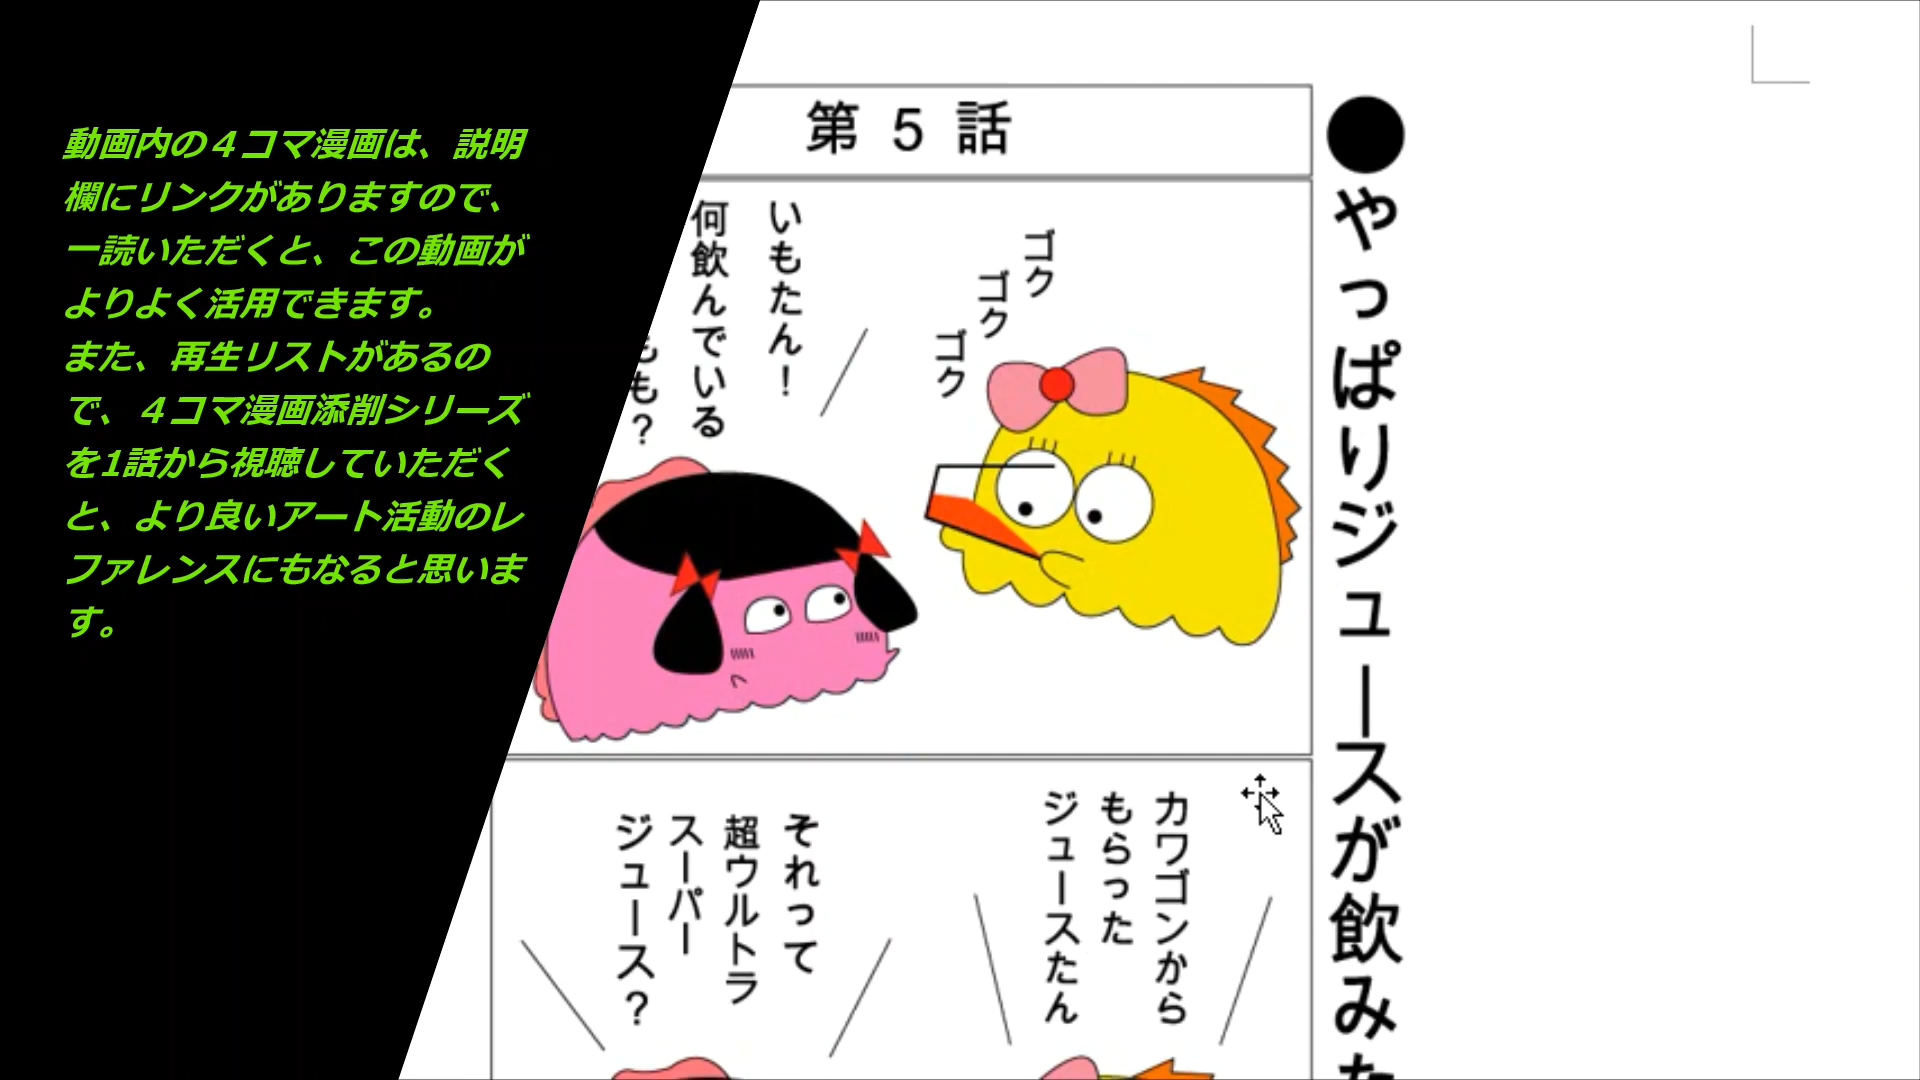 動画内の４コマ漫画は、説明
欄にリンクがありますので、
一読いただくと、この動画が
よりよく活用できます。
また、再生リストがあるの
で、４コマ漫画添削シリーズ
を1話から視聴していただく
と、より良いアート活動のレ
ファレンスにもなると思いま
す。
●やっぱりジュースが飲みた
第 5 話
ゴク
ゴク
ゴク
いもたん！
何飲んでいる
もも？
カワゴンから
もらった
ジュースたん
それって
超ウルトラ
スーパー
ジュース？